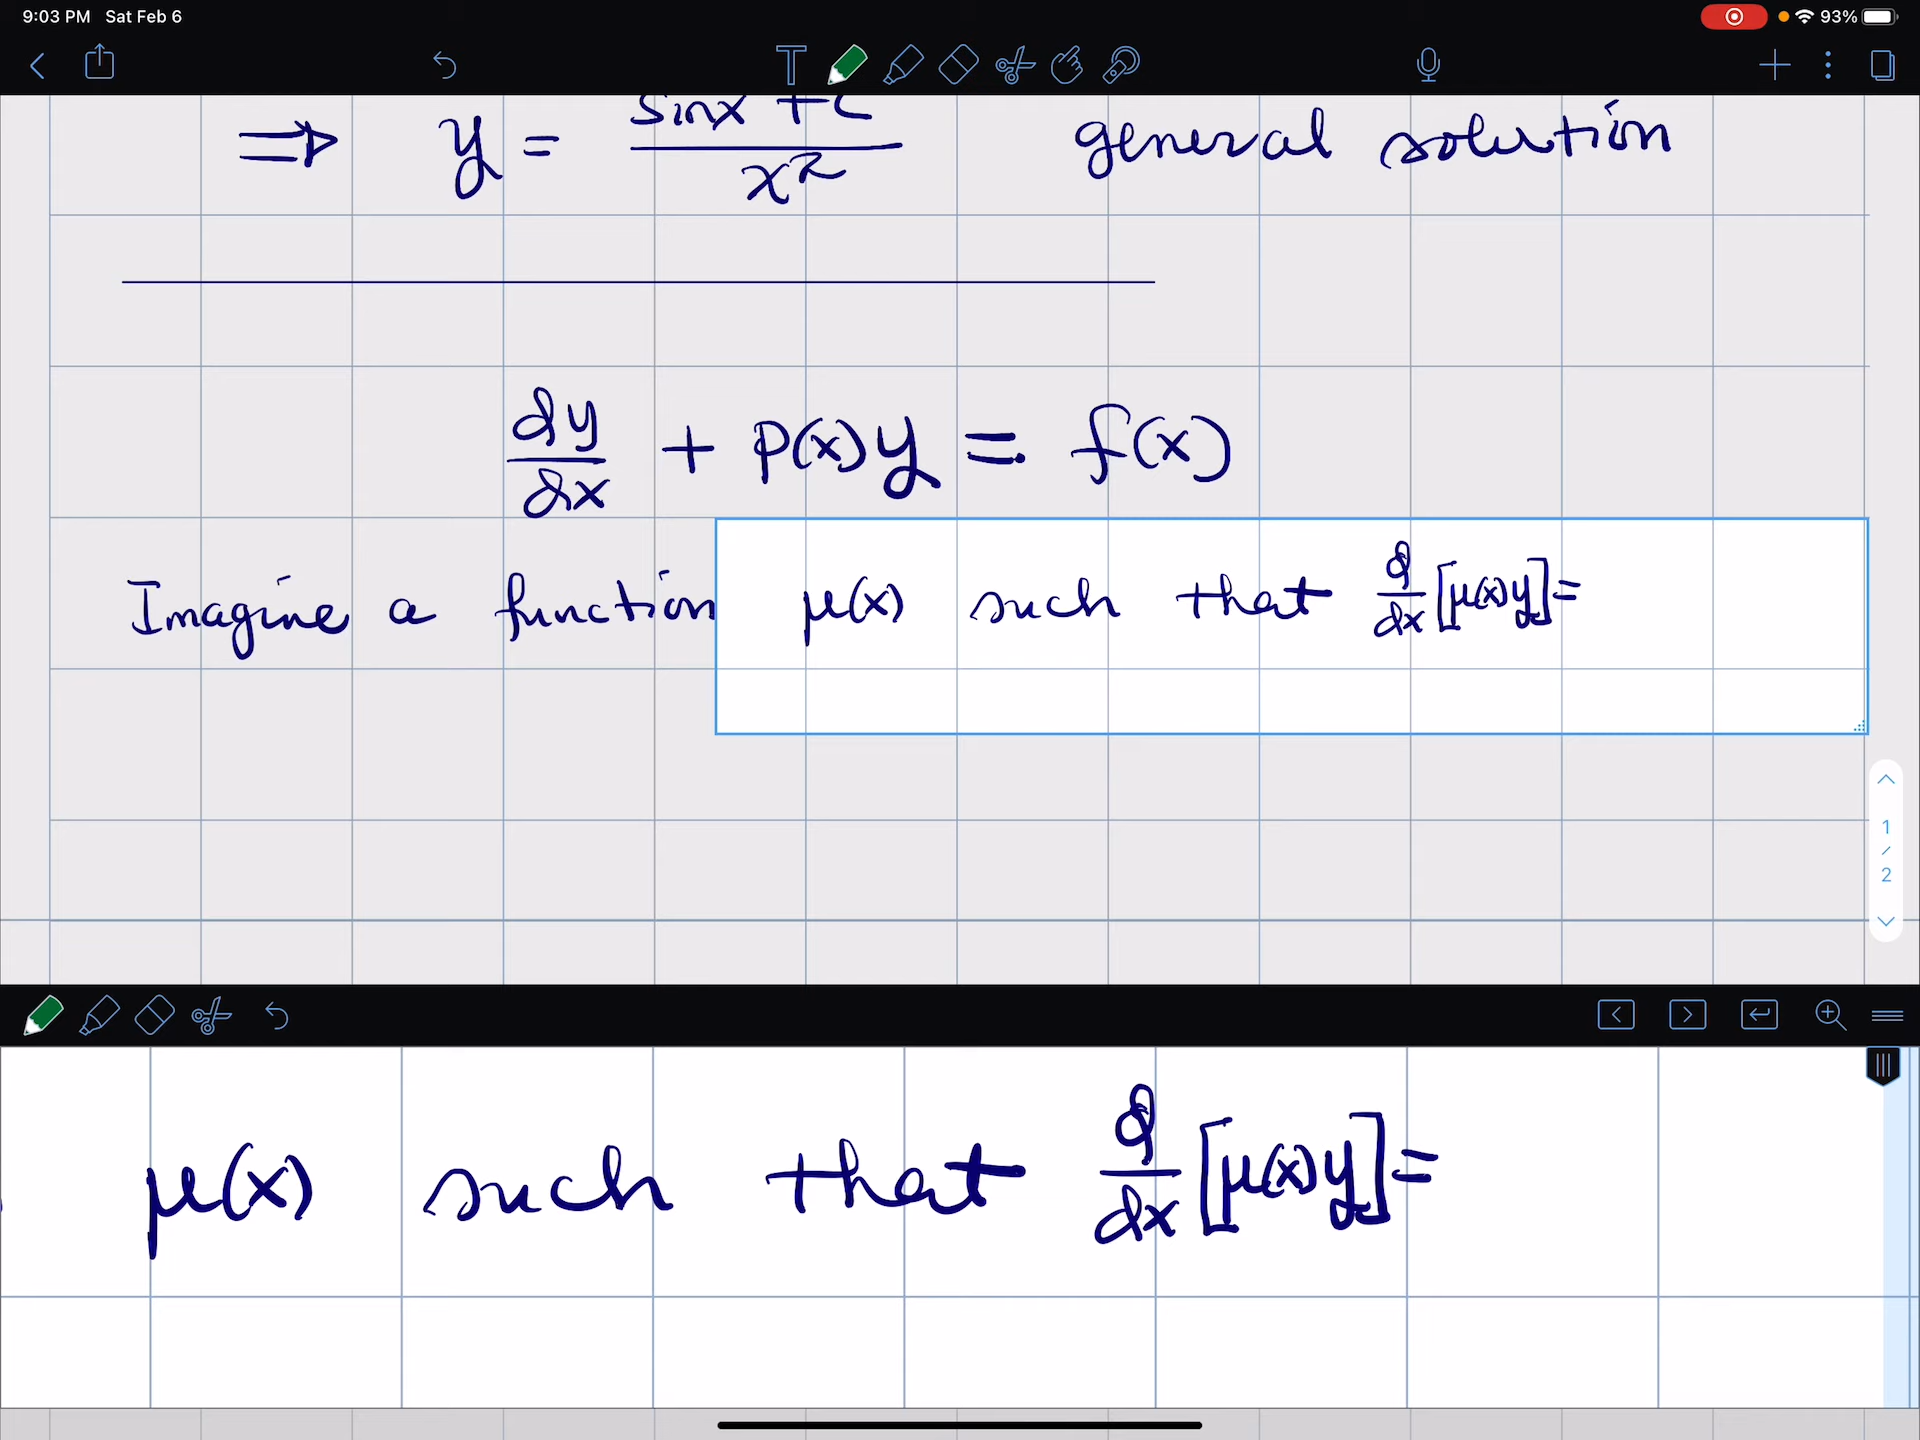 9:03 PM Sat Feb 6 93%
⇒ y = (sinx + c) / x² general solution
dy/dx + P(x)y = f(x)
Imagine a function μ(x) such that d/dx [μ(x)y] =
1 / 2
μ(x) such that d/dx [μ(x)y] =